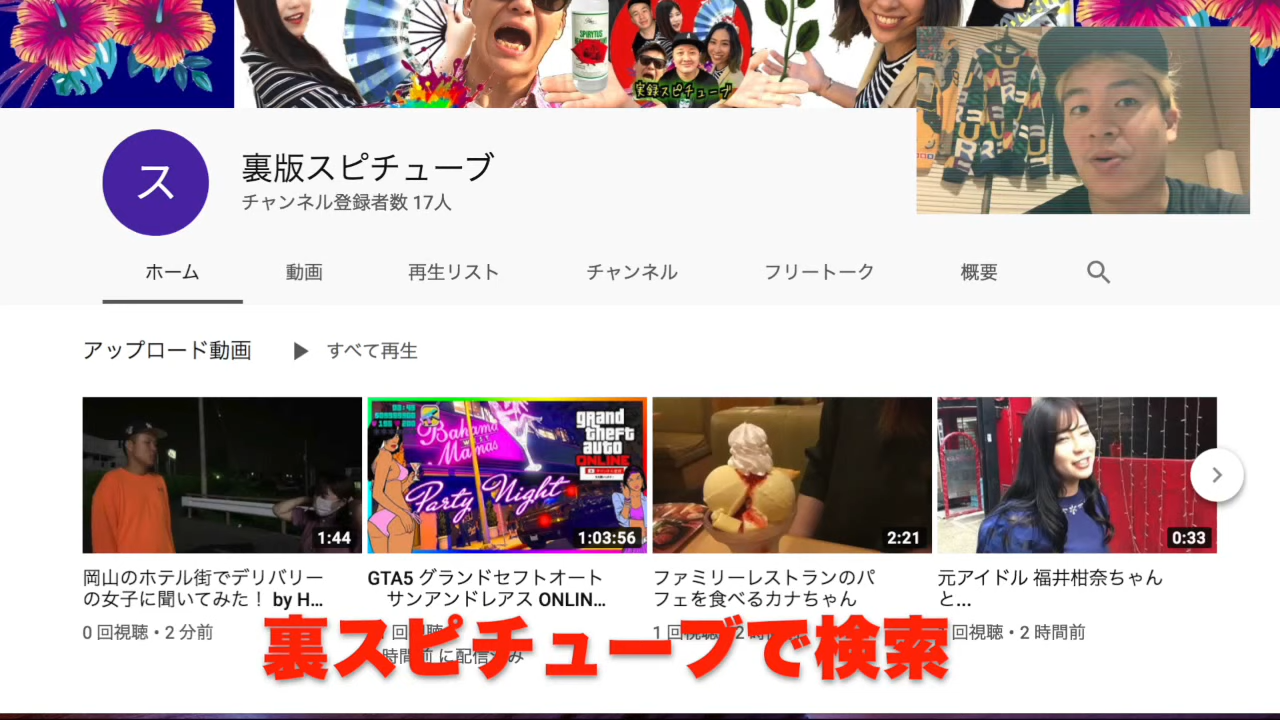 SPIRYTUS
実録スピチューブ
ス
裏版スピチューブ
チャンネル登録者数 17人
ホーム
動画
再生リスト
チャンネル
フリートーク
概要
アップロード動画
すべて再生
1:44
Bahama Mamas
Party Night
grand theft auto
ONLINE
1:03:56
2:21
0:33
岡山のホテル街でデリバリー
の女子に聞いてみた！ by H...
0 回視聴・2 分前
GTA5 グランドセフトオート
サンアンドレアス ONLIN...
ファミリーレストランのパ
フェを食べるカナちゃん
元アイドル 福井柑奈ちゃん
と...
回視聴・2 時間前
裏スピチューブで検索